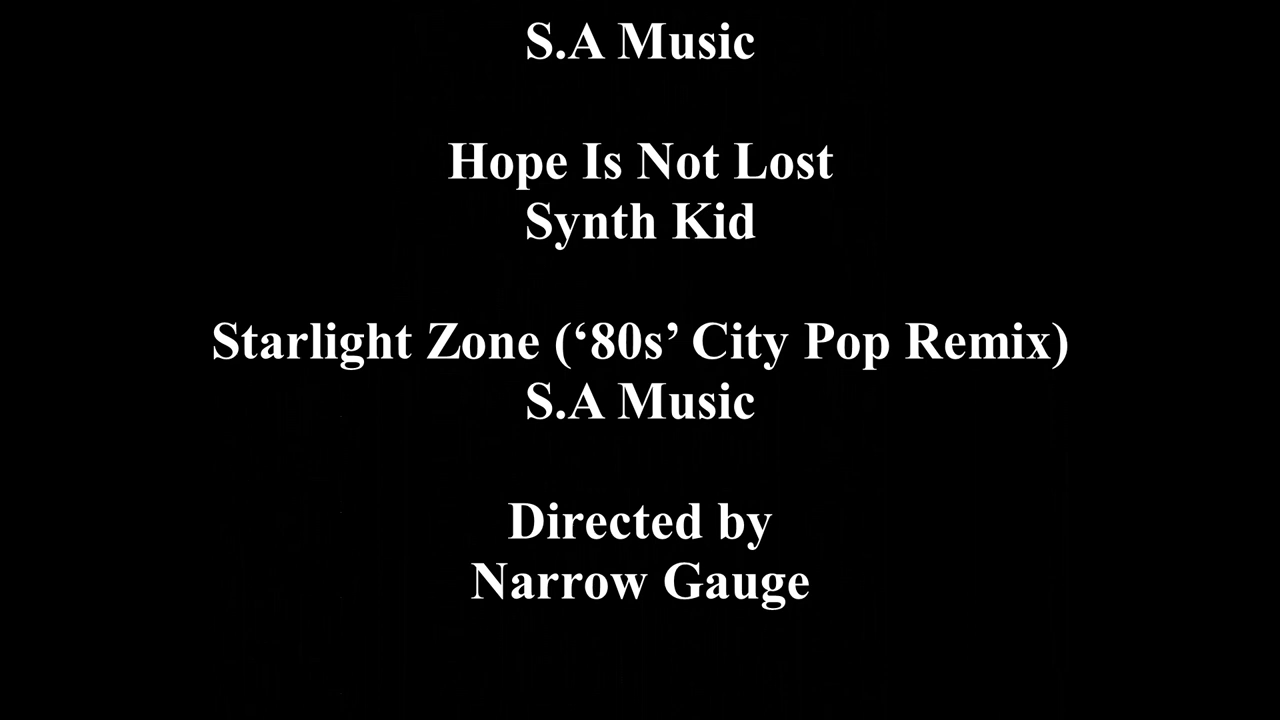 S.A Music
Hope Is Not Lost
Synth Kid
Starlight Zone (‘80s’ City Pop Remix)
S.A Music
Directed by
Narrow Gauge